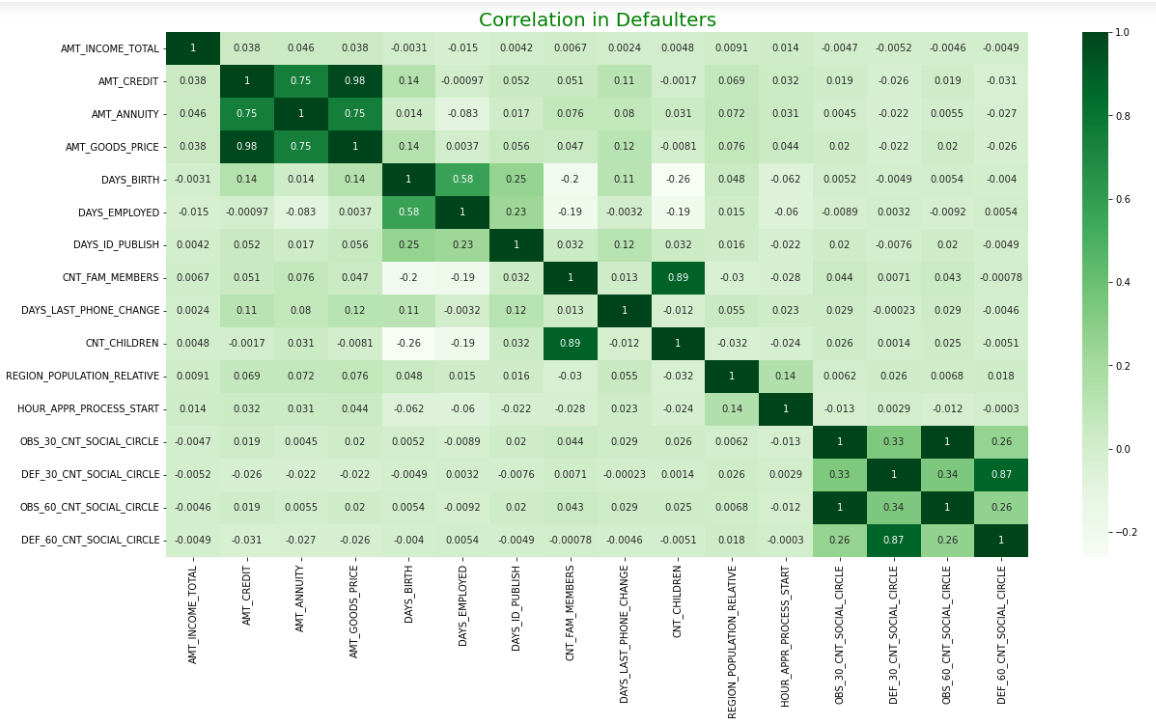 Correlation in Defaulters
AMT_INCOME_TOTAL 1 0.038 0.046 0.038 -0.0031 -0.015 0.0042 0.0067 0.0024 0.0048 0.0091 0.014 -0.0047 -0.0052 -0.0046 -0.0049
AMT_CREDIT 0.038 1 0.75 0.98 0.14 -0.00097 0.052 0.051 0.11 -0.0017 0.069 0.032 0.019 -0.026 0.019 -0.031
AMT_ANNUITY 0.046 0.75 1 0.75 0.014 -0.083 0.017 0.076 0.08 0.031 0.072 0.031 0.0045 -0.022 0.0055 -0.027
AMT_GOODS_PRICE 0.038 0.98 0.75 1 0.14 0.0037 0.056 0.047 0.12 -0.0081 0.076 0.044 0.02 -0.022 0.02 -0.026
DAYS_BIRTH -0.0031 0.14 0.014 0.14 1 0.58 0.25 -0.2 0.11 -0.26 0.048 -0.062 0.0052 -0.0049 0.0054 -0.004
DAYS_EMPLOYED -0.015 -0.00097 -0.083 0.0037 0.58 1 0.23 -0.19 -0.0032 -0.19 0.015 -0.06 -0.0089 0.0032 -0.0092 0.0054
DAYS_ID_PUBLISH 0.0042 0.052 0.017 0.056 0.25 0.23 1 0.032 0.12 0.032 0.016 -0.022 0.02 -0.0076 0.02 -0.0049
CNT_FAM_MEMBERS 0.0067 0.051 0.076 0.047 -0.2 -0.19 0.032 1 0.013 0.89 -0.03 -0.028 0.044 0.0071 0.043 -0.00078
DAYS_LAST_PHONE_CHANGE 0.0024 0.11 0.08 0.12 0.11 -0.0032 0.12 0.013 1 -0.012 0.055 0.023 0.029 -0.00023 0.029 -0.0046
CNT_CHILDREN 0.0048 -0.0017 0.031 -0.0081 -0.26 -0.19 0.032 0.89 -0.012 1 -0.032 -0.024 0.026 0.0014 0.025 -0.0051
REGION_POPULATION_RELATIVE 0.0091 0.069 0.072 0.076 0.048 0.015 0.016 -0.03 0.055 -0.032 1 0.14 0.0062 0.026 0.0068 0.018
HOUR_APPR_PROCESS_START 0.014 0.032 0.031 0.044 -0.062 -0.06 -0.022 -0.028 0.023 -0.024 0.14 1 -0.013 0.0029 -0.012 -0.0003
OBS_30_CNT_SOCIAL_CIRCLE -0.0047 0.019 0.0045 0.02 0.0052 -0.0089 0.02 0.044 0.029 0.026 0.0062 -0.013 1 0.33 1 0.26
DEF_30_CNT_SOCIAL_CIRCLE -0.0052 -0.026 -0.022 -0.022 -0.0049 0.0032 -0.0076 0.0071 -0.00023 0.0014 0.026 0.0029 0.33 1 0.34 0.87
OBS_60_CNT_SOCIAL_CIRCLE -0.0046 0.019 0.0055 0.02 0.0054 -0.0092 0.02 0.043 0.029 0.025 0.0068 -0.012 1 0.34 1 0.26
DEF_60_CNT_SOCIAL_CIRCLE -0.0049 -0.031 -0.027 -0.026 -0.004 0.0054 -0.0049 -0.00078 -0.0046 -0.0051 0.018 -0.0003 0.26 0.87 0.26 1
AMT_INCOME_TOTAL
AMT_CREDIT
AMT_ANNUITY
AMT_GOODS_PRICE
DAYS_BIRTH
DAYS_EMPLOYED
DAYS_ID_PUBLISH
CNT_FAM_MEMBERS
DAYS_LAST_PHONE_CHANGE
CNT_CHILDREN
REGION_POPULATION_RELATIVE
HOUR_APPR_PROCESS_START
OBS_30_CNT_SOCIAL_CIRCLE
DEF_30_CNT_SOCIAL_CIRCLE
OBS_60_CNT_SOCIAL_CIRCLE
DEF_60_CNT_SOCIAL_CIRCLE
1.0
0.8
0.6
0.4
0.2
0.0
−0.2